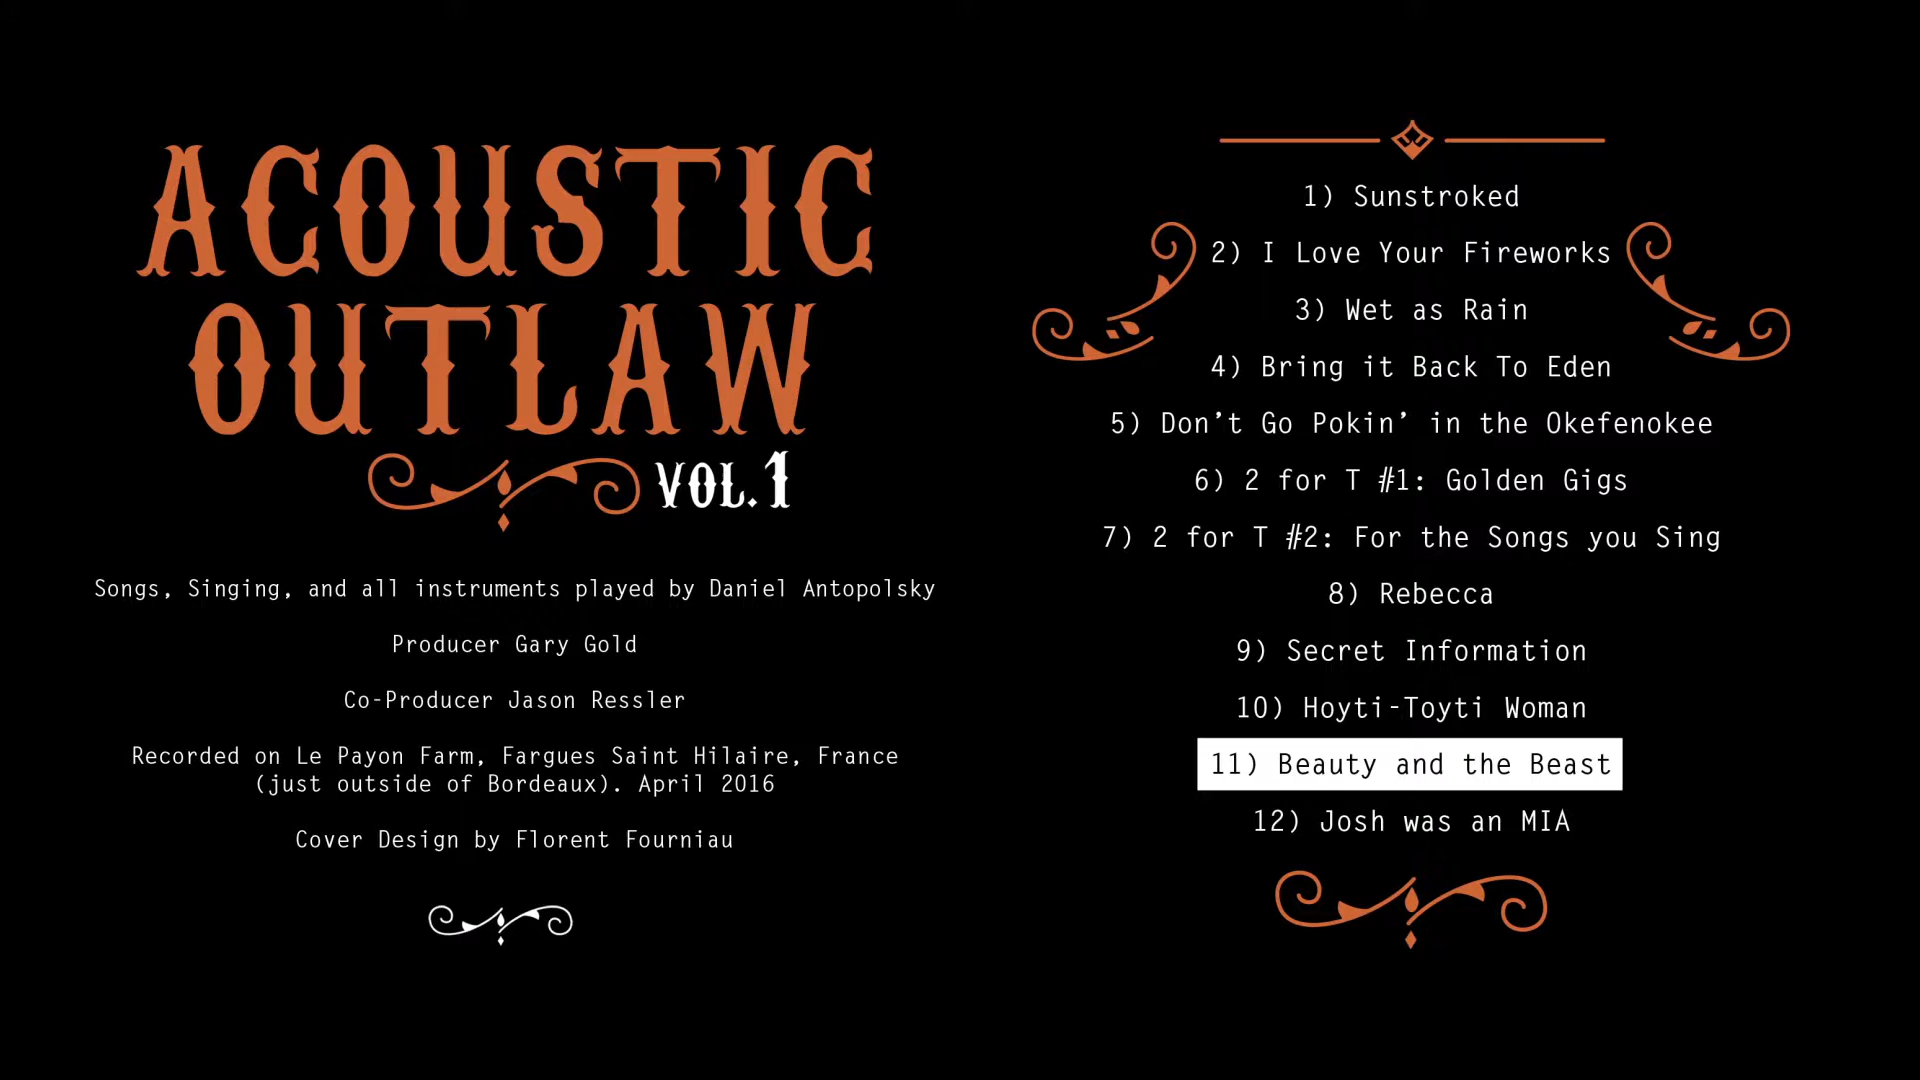 ACOUSTIC
OUTLAW
VOL.1
Songs, Singing, and all instruments played by Daniel Antopolsky
Producer Gary Gold
Co-Producer Jason Ressler
Recorded on Le Payon Farm, Fargues Saint Hilaire, France
(just outside of Bordeaux). April 2016
Cover Design by Florent Fourniau
1) Sunstroked
2) I Love Your Fireworks
3) Wet as Rain
4) Bring it Back To Eden
5) Don’t Go Pokin’ in the Okefenokee
6) 2 for T #1: Golden Gigs
7) 2 for T #2: For the Songs you Sing
8) Rebecca
9) Secret Information
10) Hoyti-Toyti Woman
11) Beauty and the Beast
12) Josh was an MIA